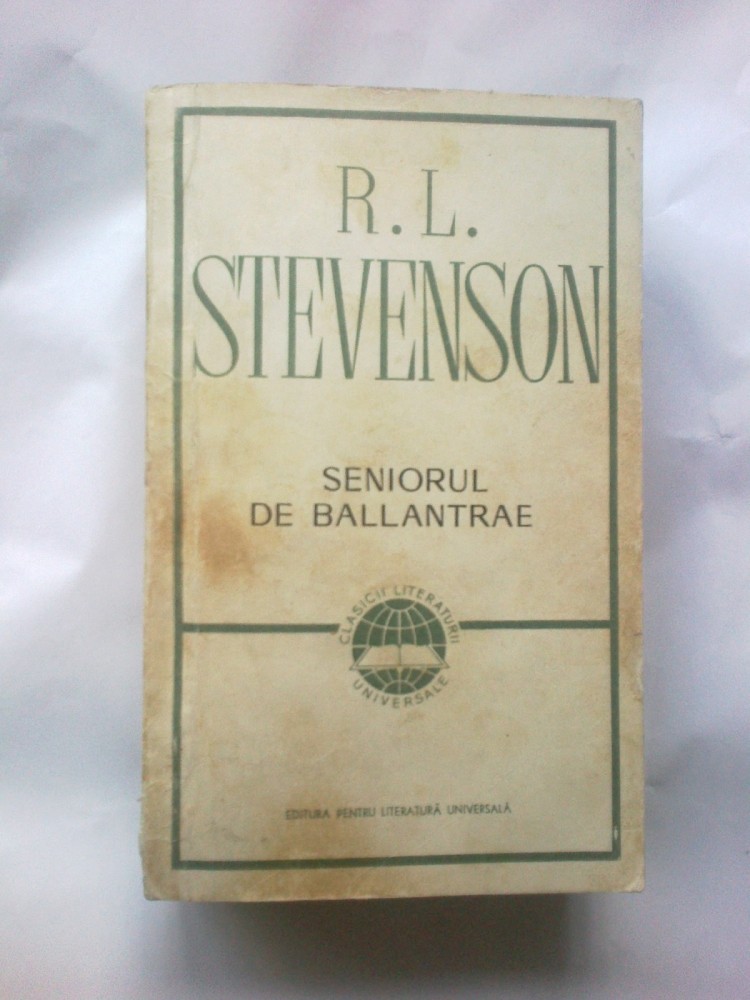 R. L.
STEVENSON
SENIORUL
DE BALLANTRAE
CLASICII LITERATURII
UNIVERSALE
EDITURA PENTRU LITERATURĂ UNIVERSALĂ